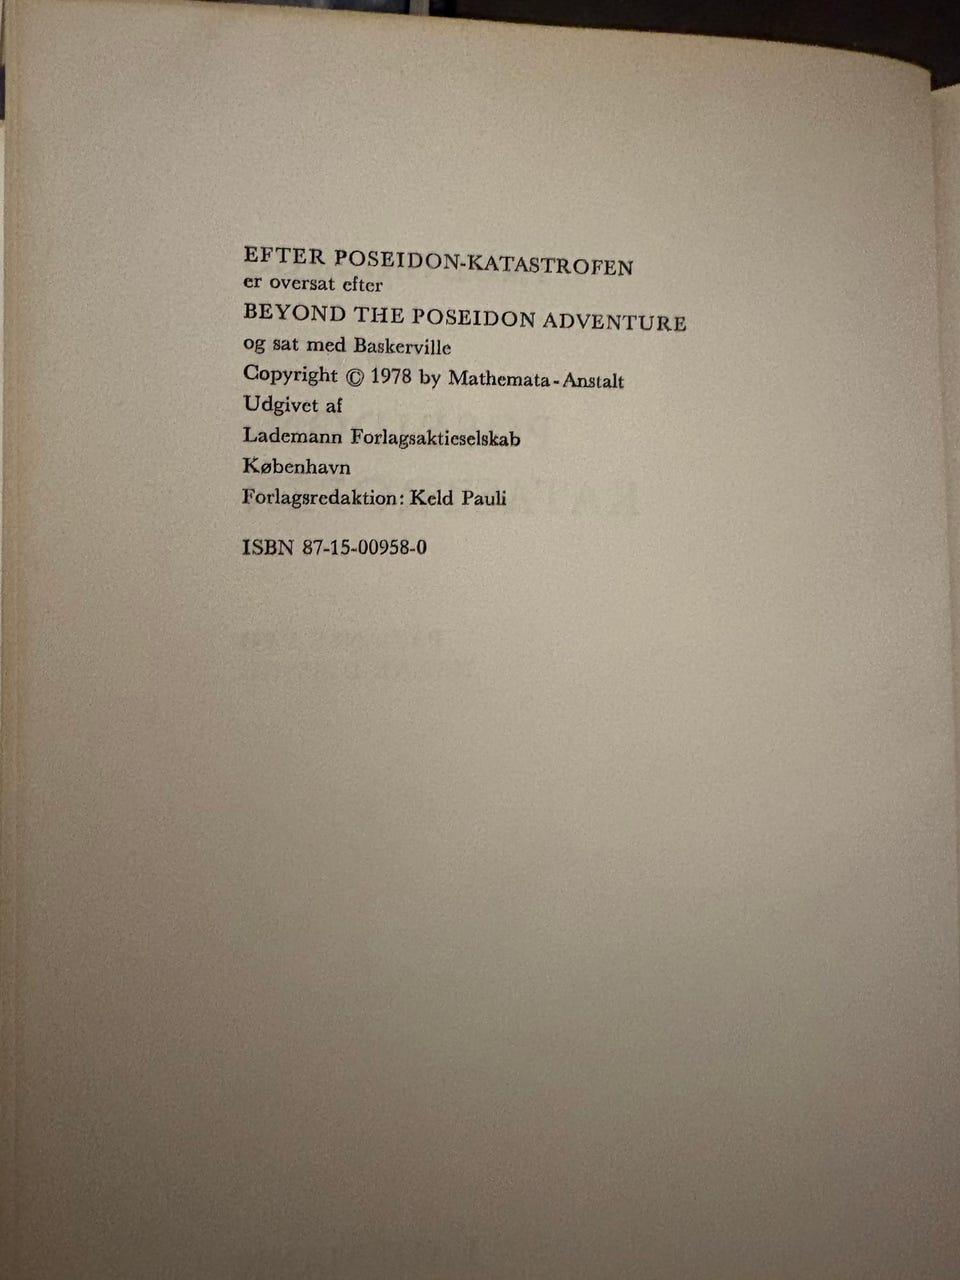 EFTER POSEIDON-KATASTROFEN
er oversat efter
BEYOND THE POSEIDON ADVENTURE
og sat med Baskerville
Copyright © 1978 by Mathemata-Anstalt
Udgivet af
Lademann Forlagsaktieselskab
København
Forlagsredaktion: Keld Pauli
ISBN 87-15-00958-0